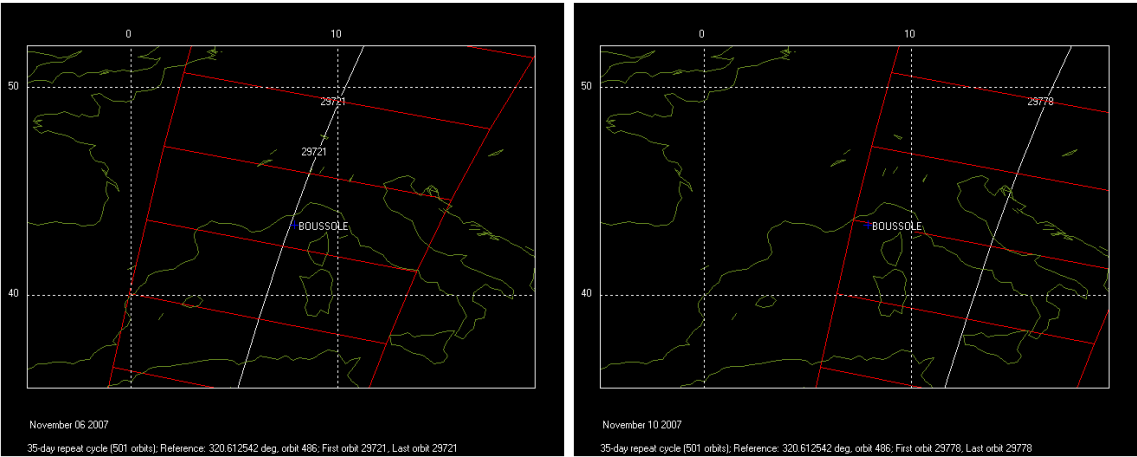 0 10
50
29721
29721
BOUSSOLE
40
November 06 2007
35-day repeat cycle (501 orbits); Reference: 320.612542 deg, orbit 486; First orbit 29721, Last orbit 29721
0 10
50
29778
BOUSSOLE
40
November 10 2007
35-day repeat cycle (501 orbits); Reference: 320.612542 deg, orbit 486; First orbit 29778, Last orbit 29778